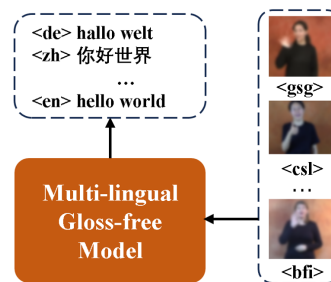 <de> hallo welt
<zh> 你好世界
...
<en> hello world
Multi-lingual
Gloss-free
Model
<gsg>
<csl>
...
<bfi>